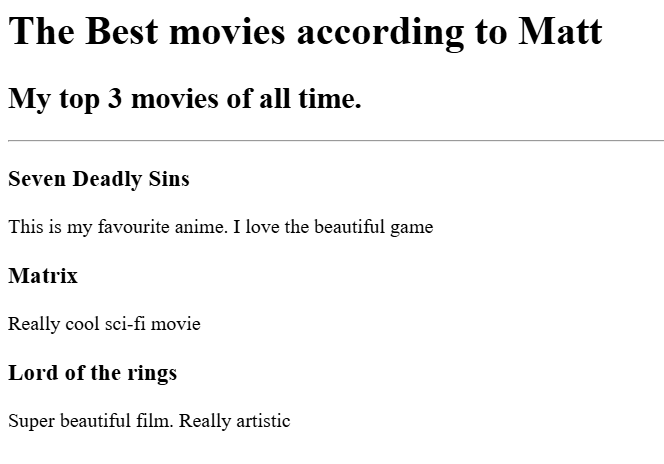 The Best movies according to Matt
My top 3 movies of all time.
Seven Deadly Sins
This is my favourite anime. I love the beautiful game
Matrix
Really cool sci-fi movie
Lord of the rings
Super beautiful film. Really artistic